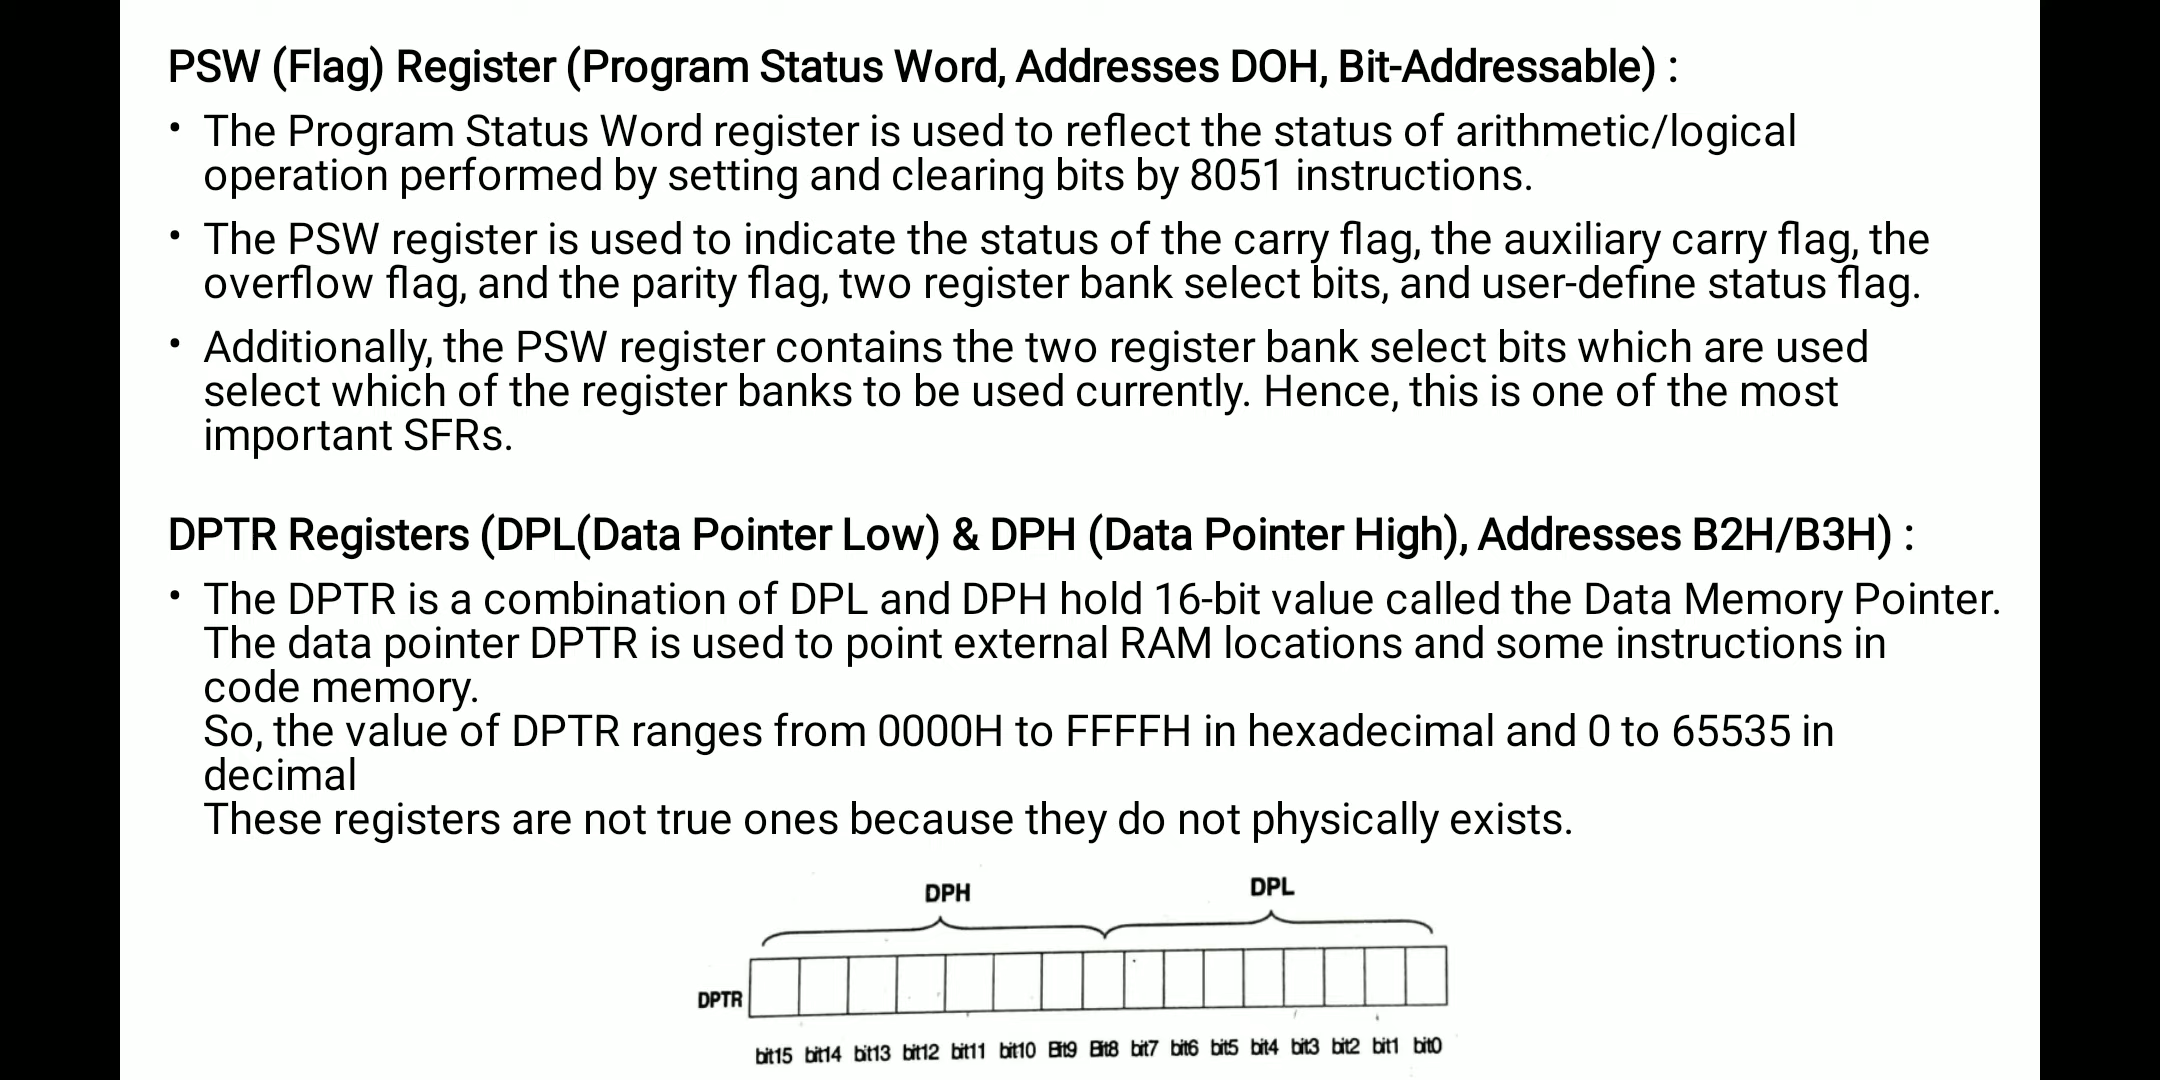 PSW (Flag) Register (Program Status Word, Addresses DOH, Bit-Addressable) :
• The Program Status Word register is used to reflect the status of arithmetic/logical
operation performed by setting and clearing bits by 8051 instructions.
• The PSW register is used to indicate the status of the carry flag, the auxiliary carry flag, the
overflow flag, and the parity flag, two register bank select bits, and user-define status flag.
• Additionally, the PSW register contains the two register bank select bits which are used
select which of the register banks to be used currently. Hence, this is one of the most
important SFRs.
DPTR Registers (DPL(Data Pointer Low) & DPH (Data Pointer High), Addresses B2H/B3H) :
• The DPTR is a combination of DPL and DPH hold 16-bit value called the Data Memory Pointer.
The data pointer DPTR is used to point external RAM locations and some instructions in
code memory.
So, the value of DPTR ranges from 0000H to FFFFH in hexadecimal and 0 to 65535 in
decimal
These registers are not true ones because they do not physically exists.
DPH DPL
DPTR
bit15 bit14 bit13 bit12 bit11 bit10 Bit9 Bit8 bit7 bit6 bit5 bit4 bit3 bit2 bit1 bit0